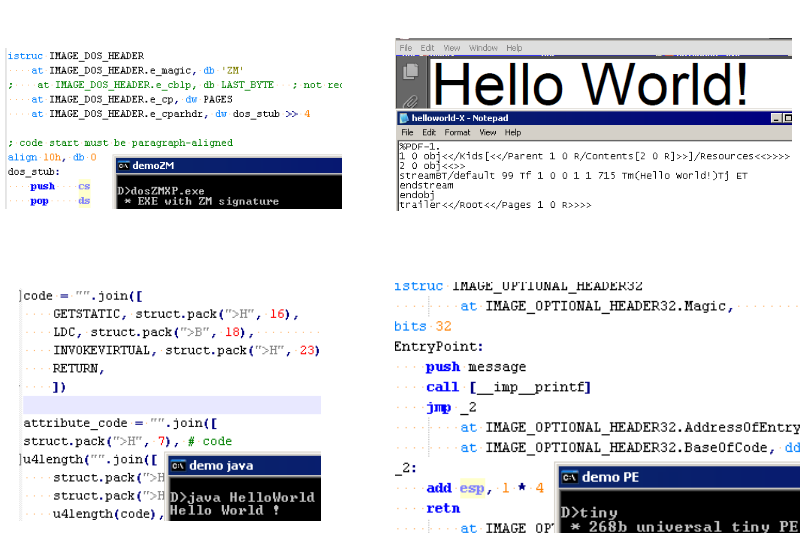 istruc IMAGE_DOS_HEADER
at IMAGE_DOS_HEADER.e_magic, db 'ZM'
; at IMAGE_DOS_HEADER.e_cblp, db LAST_BYTE ; not
at IMAGE_DOS_HEADER.e_cp, dw PAGES
at IMAGE_DOS_HEADER.e_cparhdr, dw dos_stub >> 4
; code start must be paragraph-aligned
align 10h, db 0
dos_stub:
push cs
pop ds
demoZM
D>dosZMXP.exe
* EXE with ZM signature
File Edit View Window Help
Hello World!
helloworld-X - Notepad
File Edit Format View Help
%PDF-1.
1 0 obj<</Kids[<</Parent 1 0 R/Contents[2 0 R]>>]/Resources<<>>>>
2 0 obj<<>>
streamBT/default 99 Tf 1 0 0 1 1 715 Tm(Hello World!)Tj ET
endstream
endobj
trailer<</Root<</Pages 1 0 R>>>>
code = "".join([
GETSTATIC, struct.pack(">H", 16),
LDC, struct.pack(">B", 18),
INVOKEVIRTUAL, struct.pack(">H", 23)
RETURN,
])
attribute_code = "".join([
struct.pack(">H", 7), # code
u4length("".join([
struct.pack(">H
struct.pack(">H
u4length(code),
demo java
D>java HelloWorld
Hello World !
istruc IMAGE_OPTIONAL_HEADER32
at IMAGE_OPTIONAL_HEADER32.Magic,
bits 32
EntryPoint:
push message
call [__imp__printf]
jmp _2
at IMAGE_OPTIONAL_HEADER32.AddressOfEntry
at IMAGE_OPTIONAL_HEADER32.BaseOfCode, dd
_2:
add esp, 1 * 4
retn
at IMAGE_OP
demo PE
D>tiny
* 268b universal tiny PE